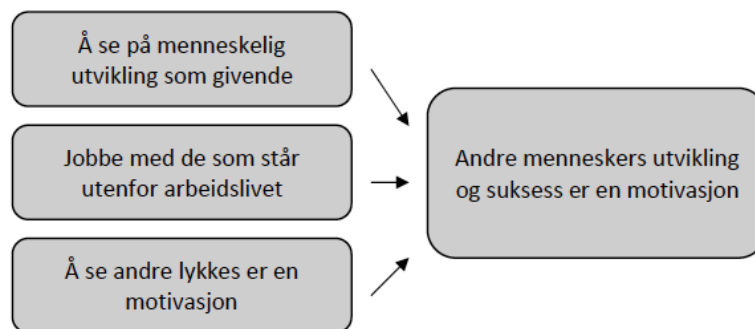 Å se på menneskelig
utvikling som givende
Jobbe med de som står
utenfor arbeidslivet
Å se andre lykkes er en
motivasjon
Andre menneskers utvikling
og suksess er en motivasjon